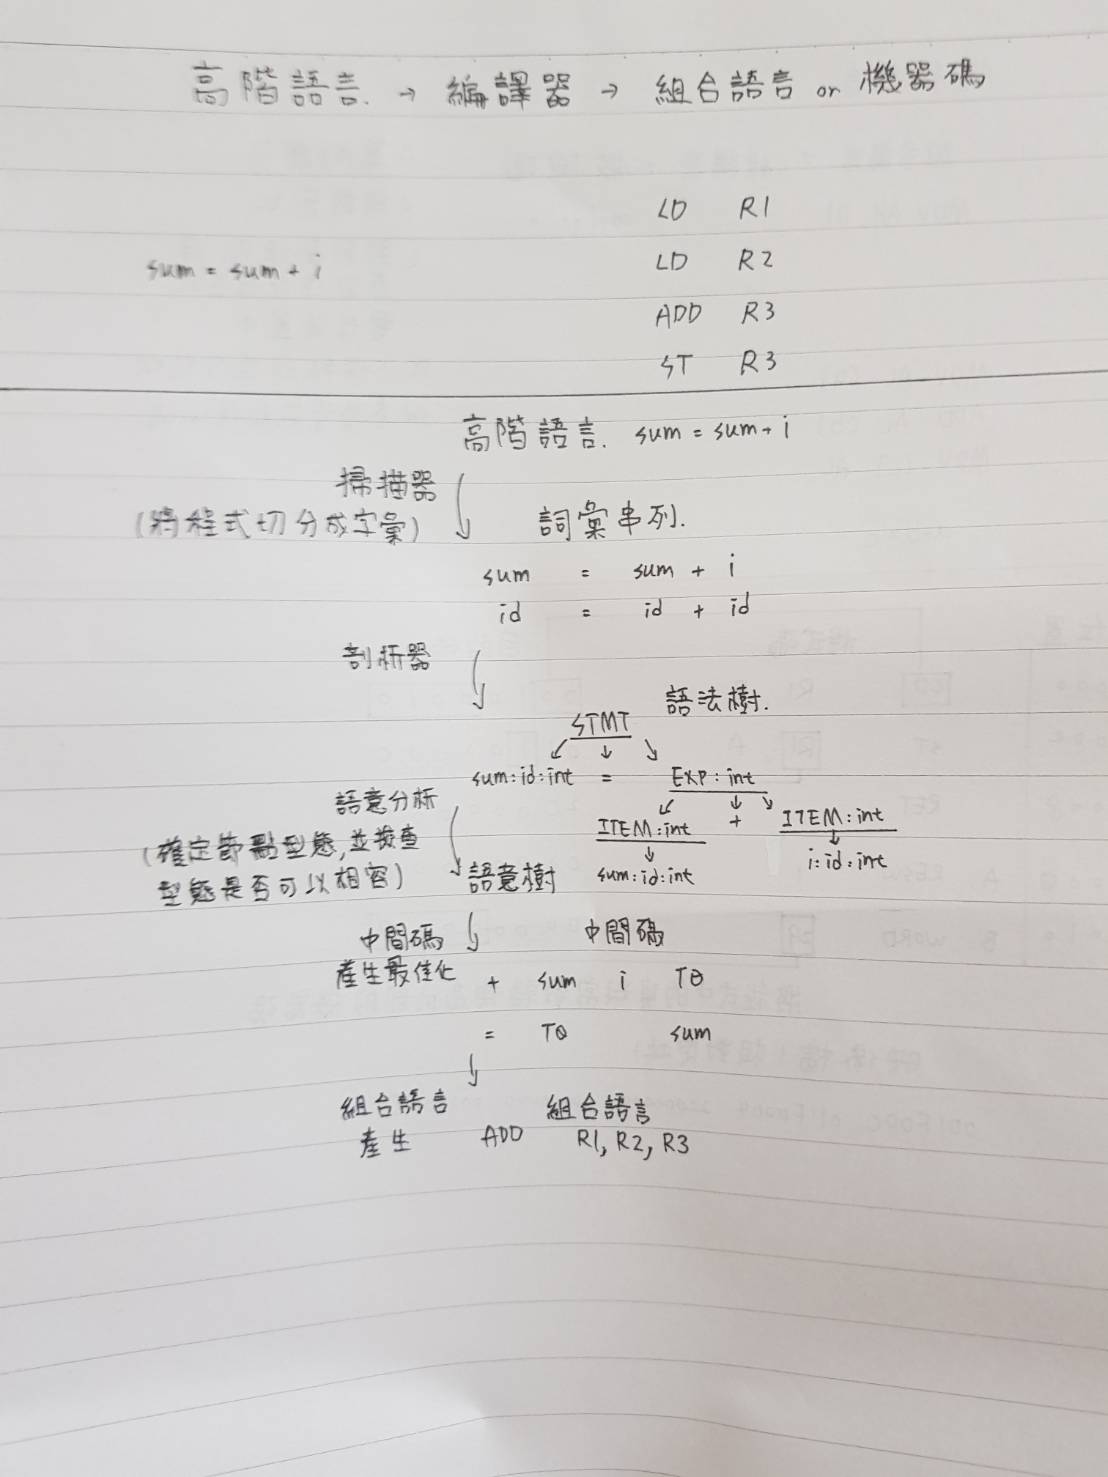 高階語言. → 編譯器 → 組合語言 or 機器碼
LD R1
sum = sum + i
LD R2
ADD R3
ST R3
高階語言. sum = sum + i
掃描器
(將程式切分成字彙)
詞彙串列.
sum = sum + i
id = id + id
剖析器
語法樹.
STMT
sum:id:int = EXP:int
語意分析
(確定節點型態,並檢查
型態是否可以相容)
ITEM:int + ITEM:int
sum:id:int
i:id:int
語意樹
中間碼
產生最佳化
中間碼
+ sum i T0
= T0 sum
組合語言
產生
組合語言
ADD R1, R2, R3